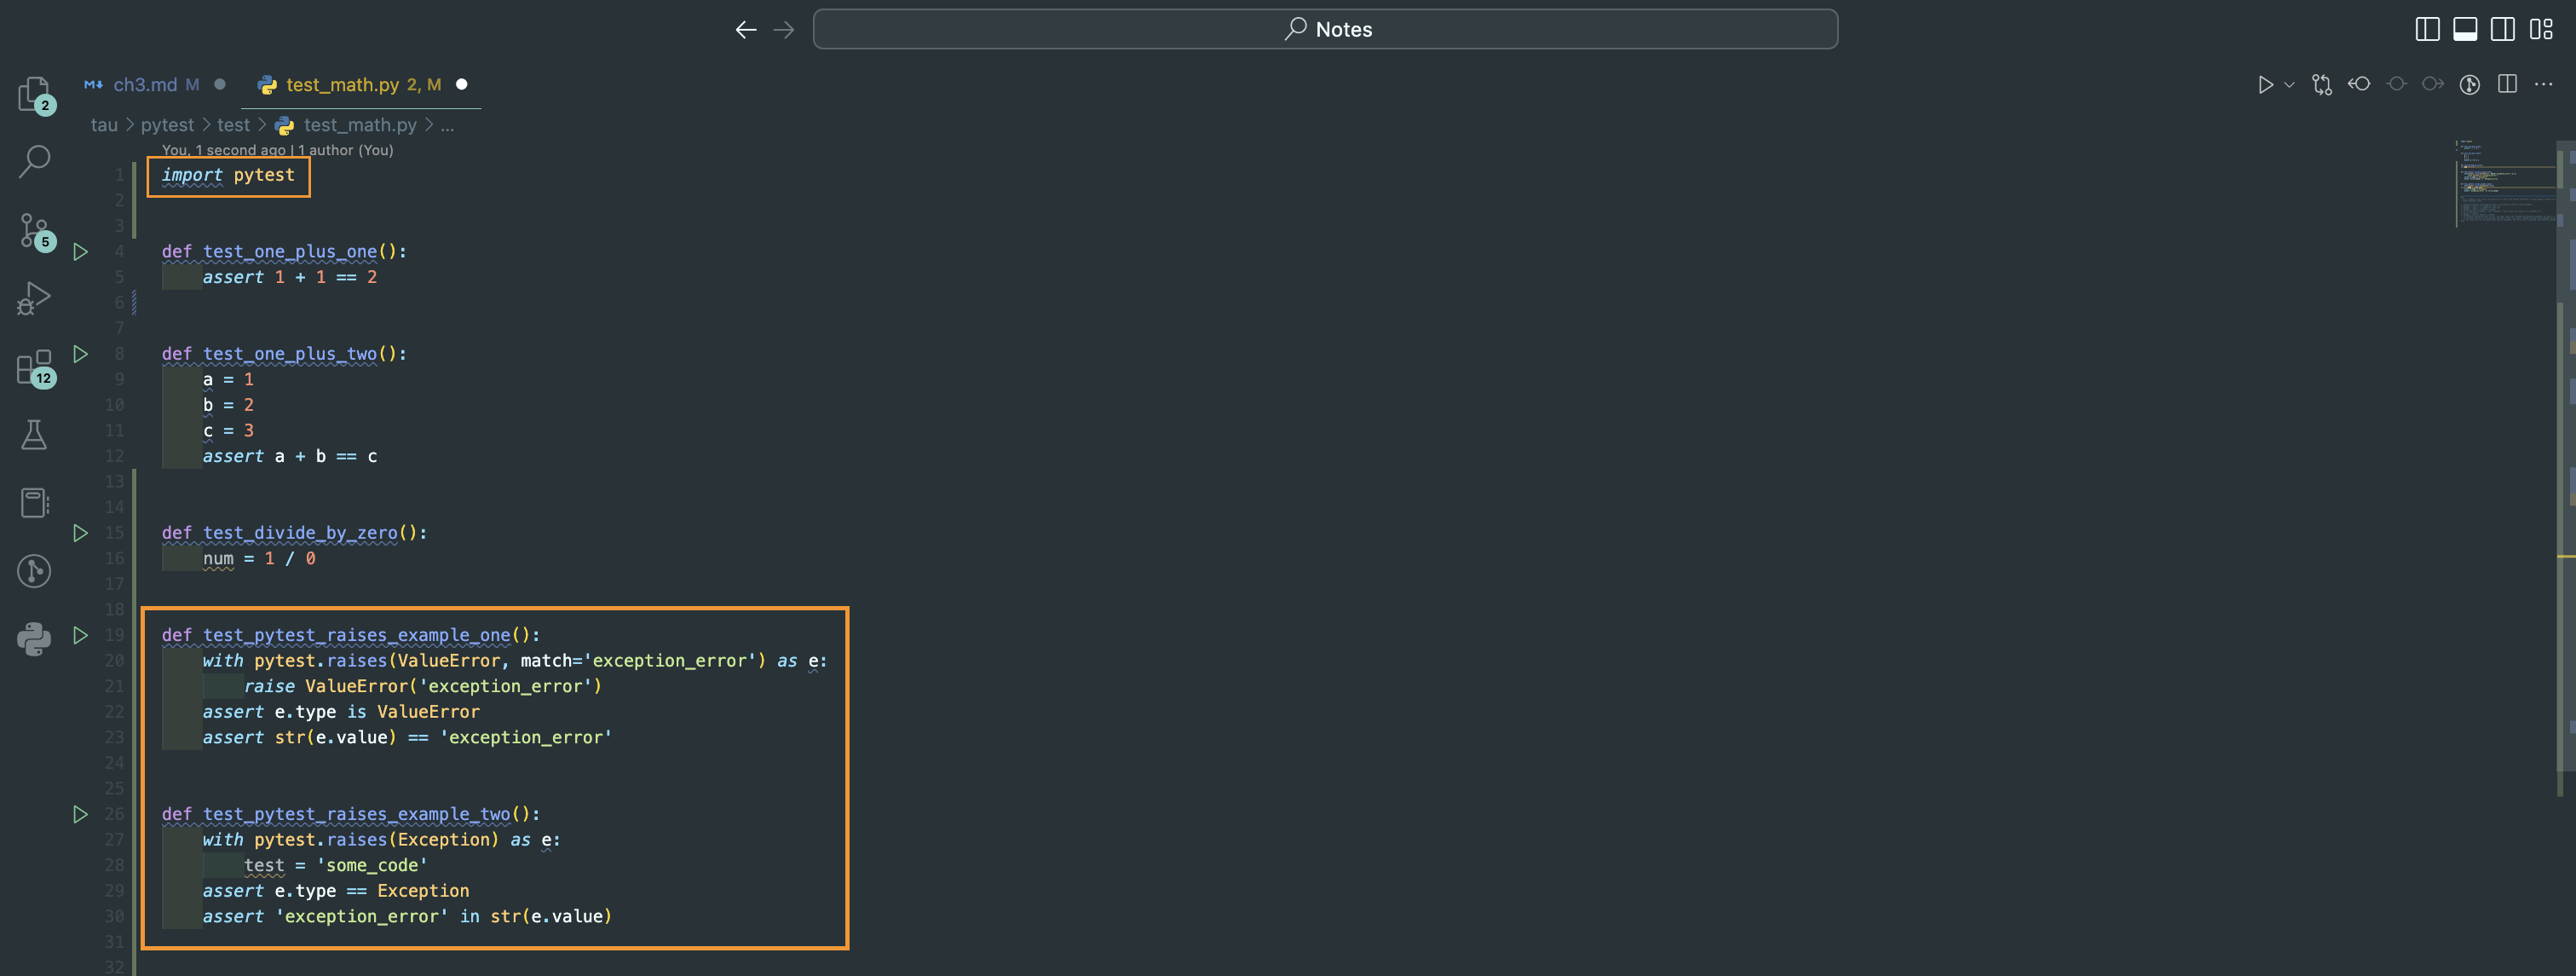 Notes
ch3.md M
test_math.py 2, M
tau > pytest > test > test_math.py > ...
You, 1 second ago | 1 author (You)
1 import pytest
2
3
4 def test_one_plus_one():
5     assert 1 + 1 == 2
6
7
8 def test_one_plus_two():
9     a = 1
10     b = 2
11     c = 3
12     assert a + b == c
13
14
15 def test_divide_by_zero():
16     num = 1 / 0
17
18
19 def test_pytest_raises_example_one():
20     with pytest.raises(ValueError, match='exception_error') as e:
21         raise ValueError('exception_error')
22     assert e.type is ValueError
23     assert str(e.value) == 'exception_error'
24
25
26 def test_pytest_raises_example_two():
27     with pytest.raises(Exception) as e:
28         test = 'some_code'
29     assert e.type == Exception
30     assert 'exception_error' in str(e.value)
31
32
2
5
12